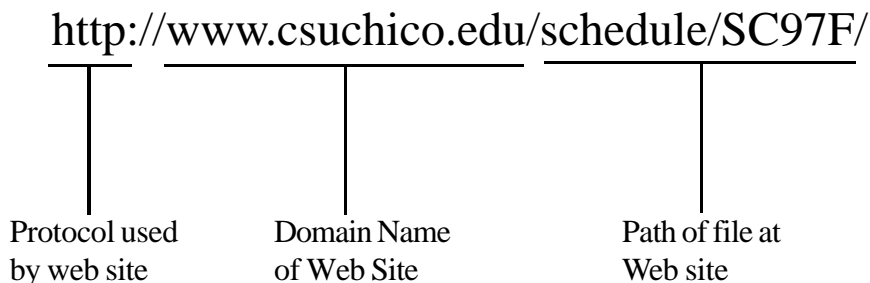 http://www.csuchico.edu/schedule/SC97F/
Protocol used
by web site
Domain Name
of Web Site
Path of file at
Web site